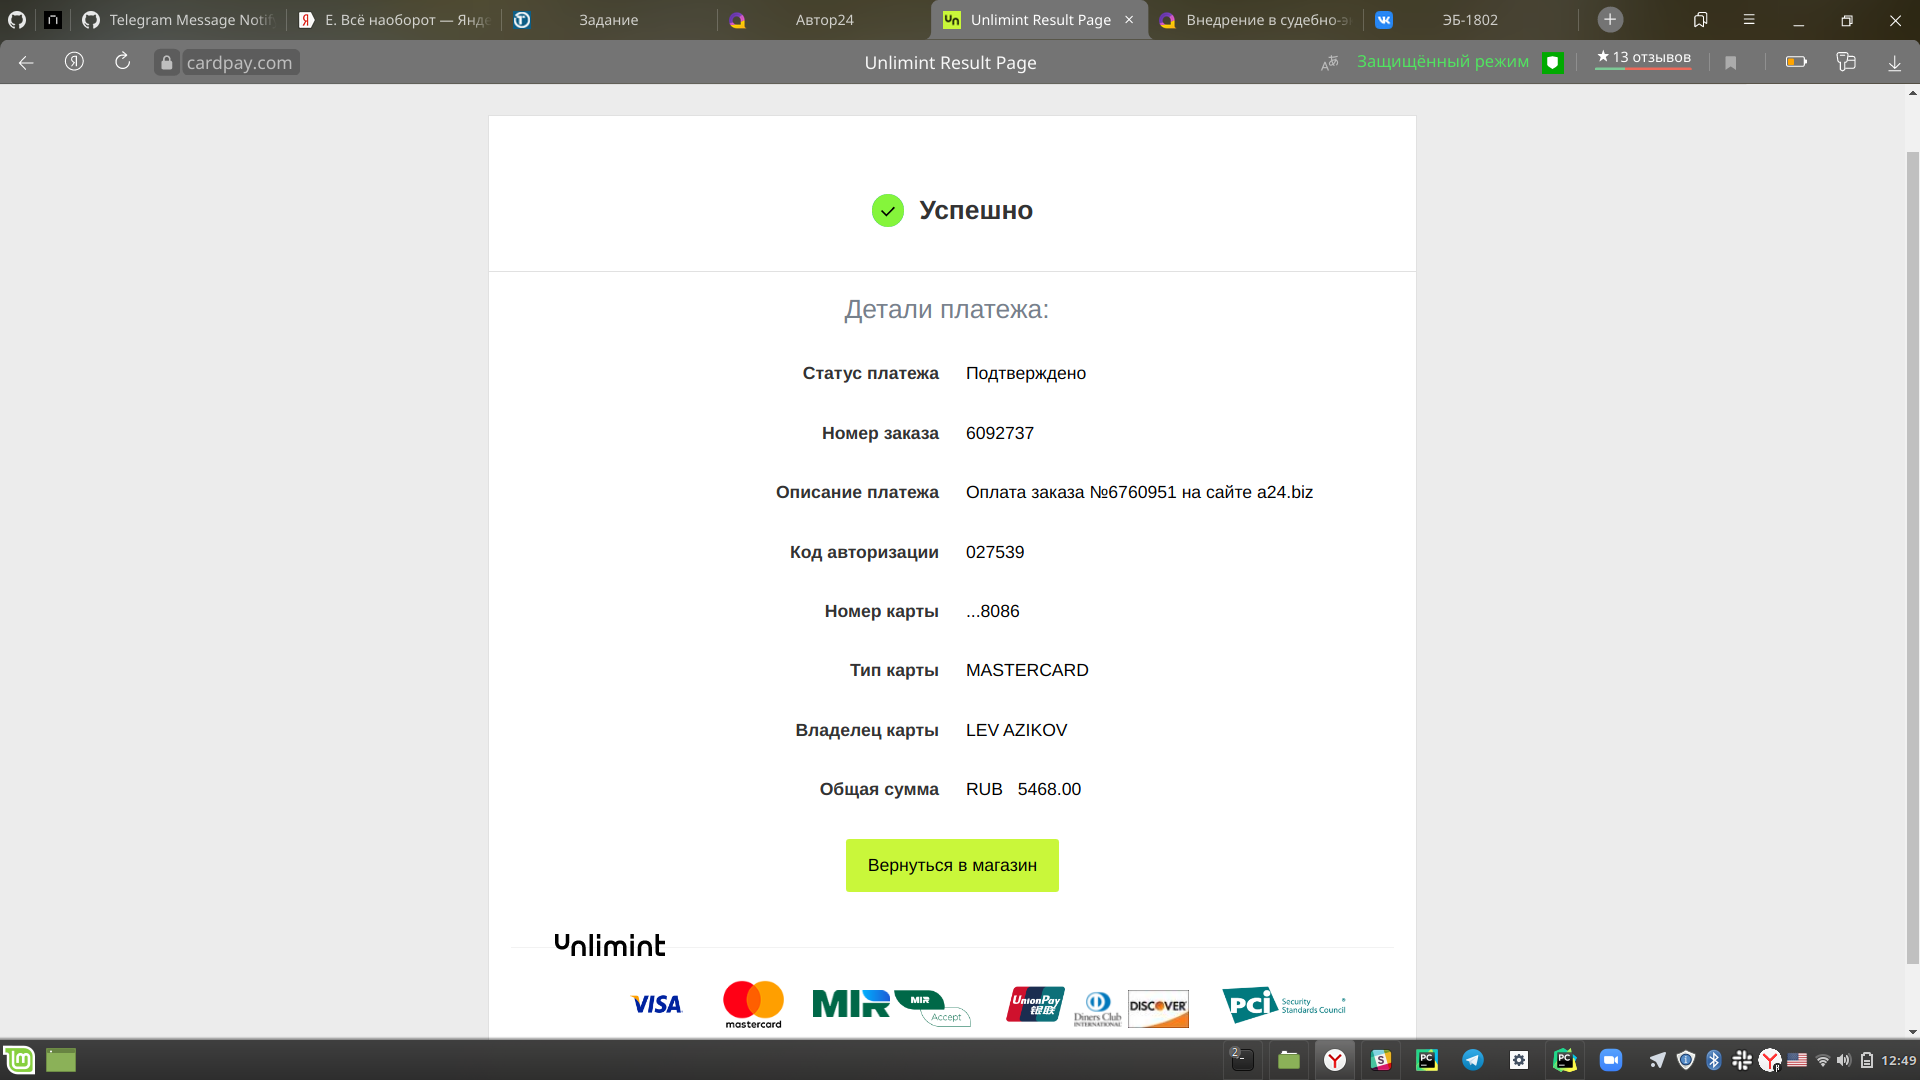 Telegram Message Notif
Е. Всё наоборот — Янде
Задание
Автор24
Unlimint Result Page
Внедрение в судебно-э
ЭБ-1802
cardpay.com
Unlimint Result Page
Защищённый режим
★ 13 отзывов
Успешно
Детали платежа:
Статус платежа Подтверждено
Номер заказа 6092737
Описание платежа Оплата заказа №6760951 на сайте a24.biz
Код авторизации 027539
Номер карты ...8086
Тип карты MASTERCARD
Владелец карты LEV AZIKOV
Общая сумма RUB 5468.00
Вернуться в магазин
unlimint
VISA
mastercard
MIR
MIR Accept
UnionPay 银联
Diners Club INTERNATIONAL
DISCOVER
PCI Security Standards Council
2
12:49